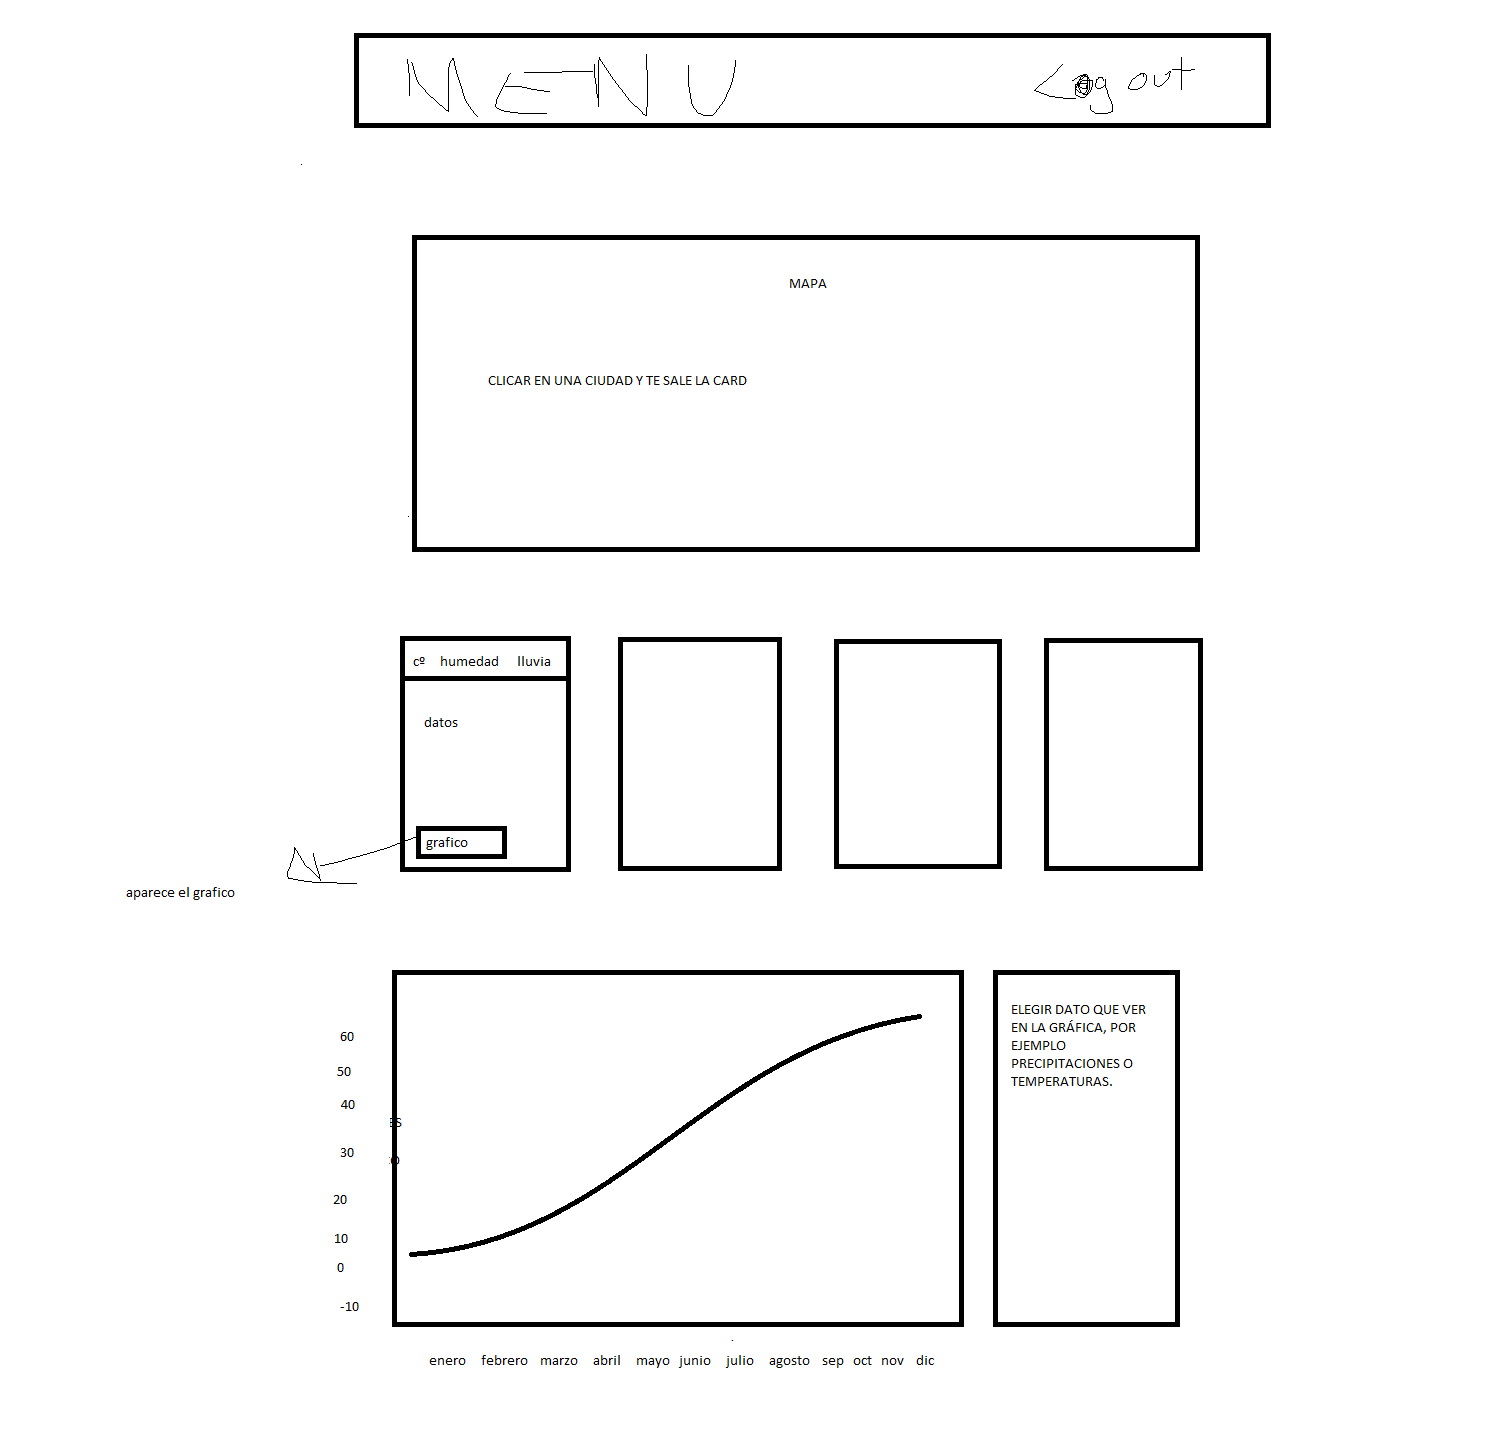 MENU
Log out
MAPA
CLICAR EN UNA CIUDAD Y TE SALE LA CARD
cº humedad lluvia
datos
grafico
aparece el grafico
60
50
40
30
20
10
0
-10
ELEGIR DATO QUE VER
EN LA GRÁFICA, POR
EJEMPLO
PRECIPITACIONES O
TEMPERATURAS.
enero febrero marzo abril mayo junio julio agosto sep oct nov dic